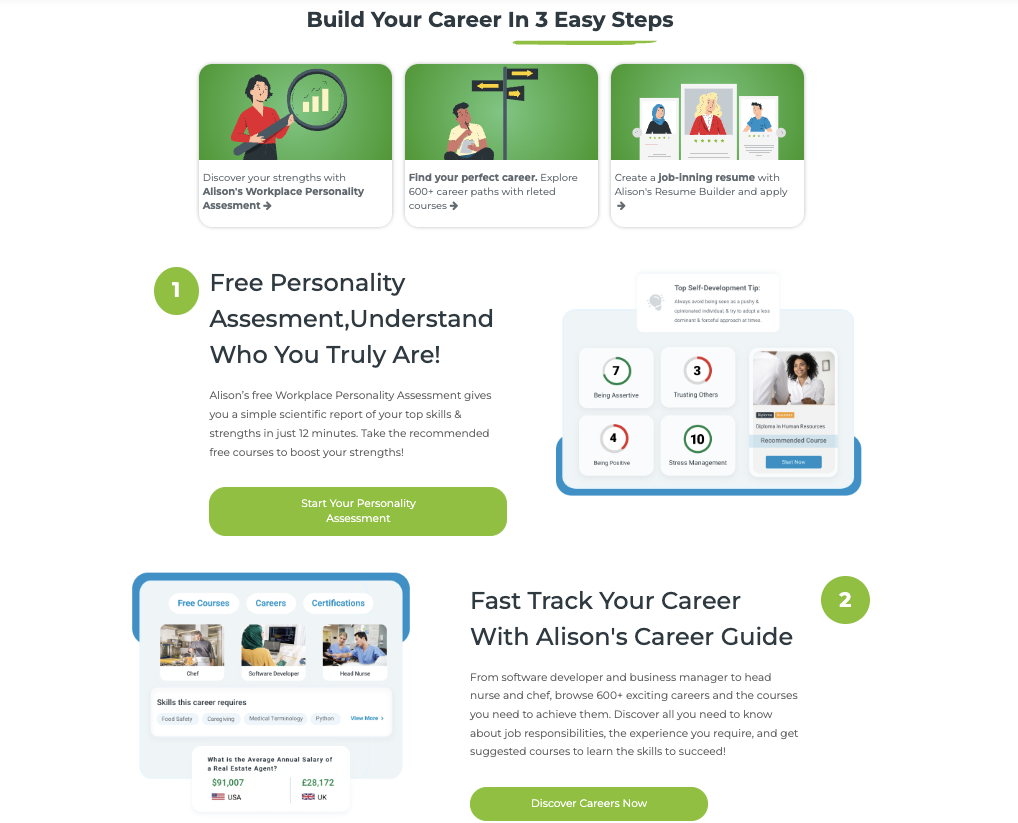 Build Your Career In 3 Easy Steps
Discover your strengths with
Alison's Workplace Personality
Assesment →
Find your perfect career. Explore
600+ career paths with rleted
courses →
Create a job-inning resume with
Alison's Resume Builder and apply
→
1
Free Personality
Assesment,Understand
Who You Truly Are!
Alison's free Workplace Personality Assessment gives
you a simple scientific report of your top skills &
strengths in just 12 minutes. Take the recommended
free courses to boost your strengths!
Start Your Personality
Assessment
Top Self-Development Tip:
Always avoid being seen as a pushy &
opinionated individual, & try to adopt a less
dominant & forceful approach at times.
7
Being Assertive
3
Trusting Others
4
Being Positive
10
Stress Management
Diploma
Diploma in Human Resources
Recommended Course
Start Now
Free Courses
Careers
Certifications
Chef
Software Developer
Head Nurse
Skills this career requires
Food Safety
Caregiving
Medical Terminology
Python
View More >
What is the Average Annual Salary of
a Real Estate Agent?
$91,007
USA
£28,172
UK
2
Fast Track Your Career
With Alison's Career Guide
From software developer and business manager to head
nurse and chef, browse 600+ exciting careers and the courses
you need to achieve them. Discover all you need to know
about job responsibilities, the experience you require, and get
suggested courses to learn the skills to succeed!
Discover Careers Now